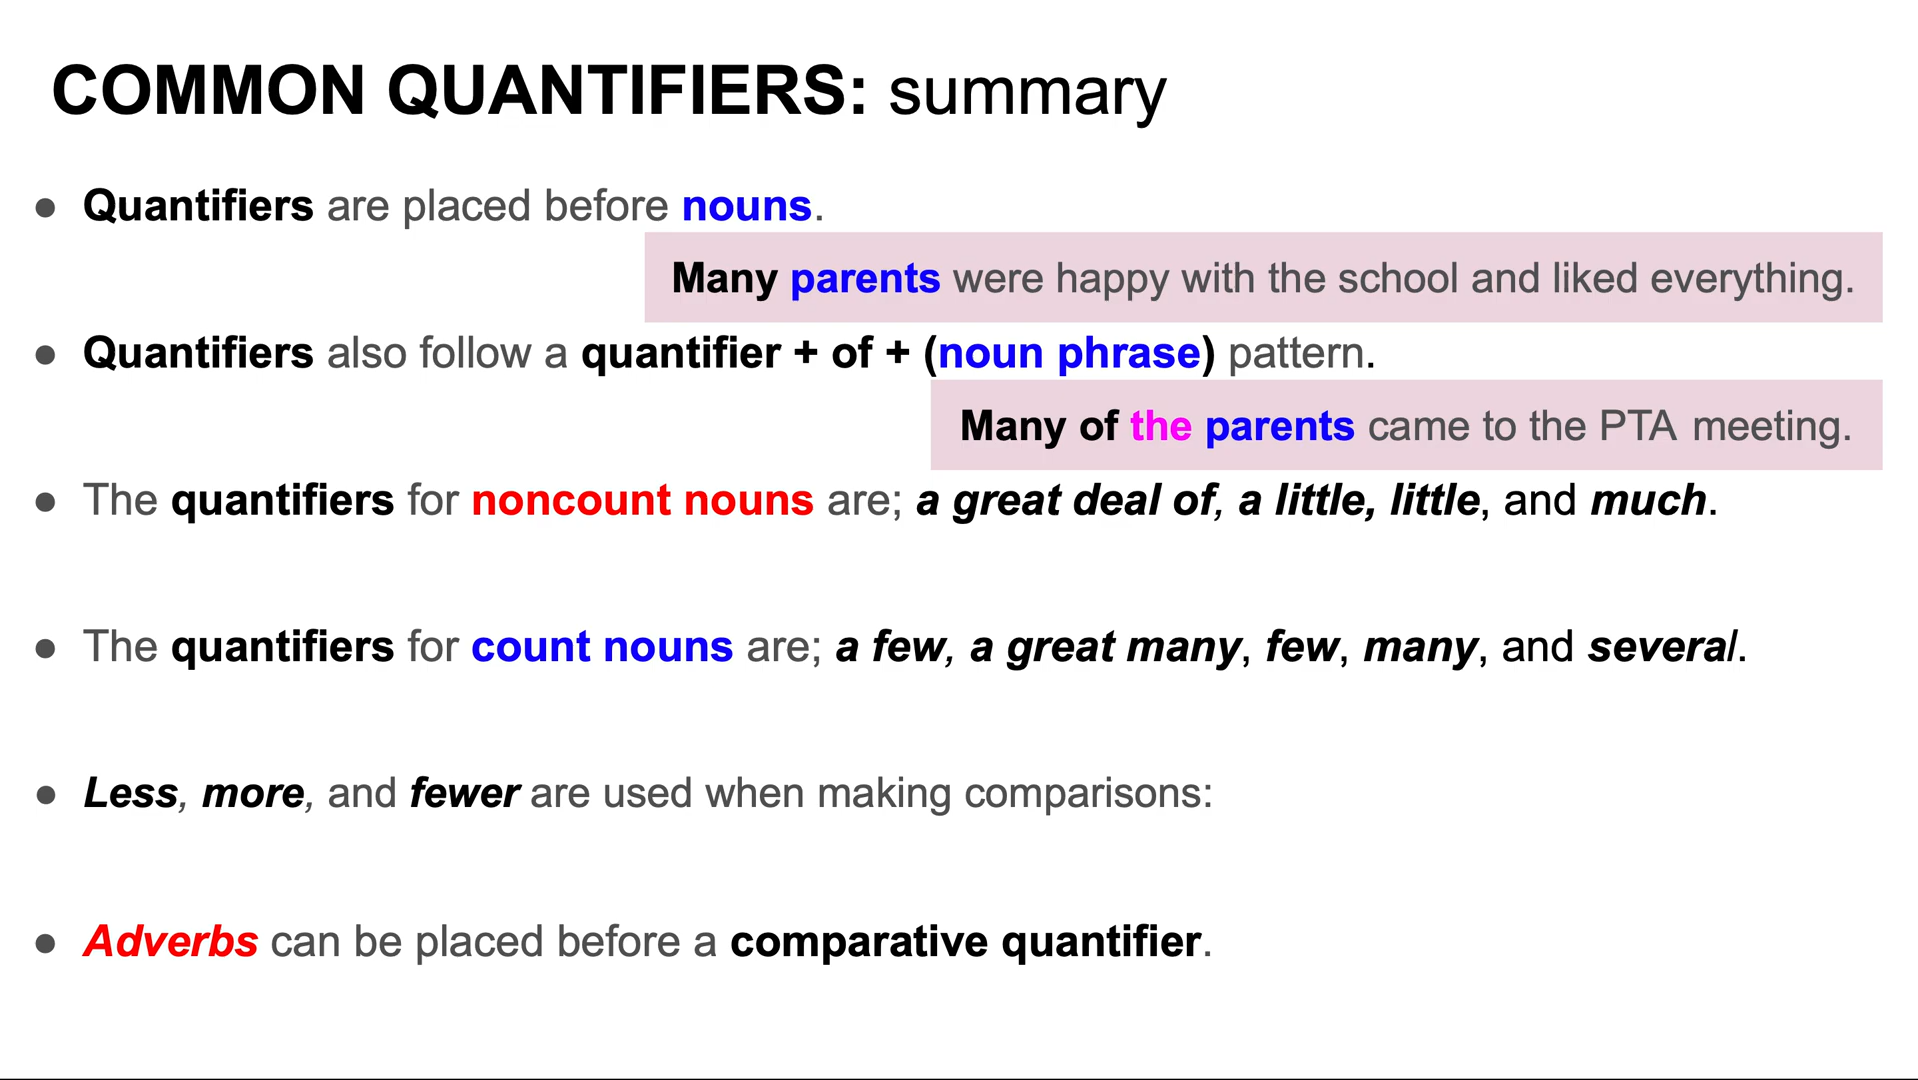 COMMON QUANTIFIERS: summary
● Quantifiers are placed before nouns.
Many parents were happy with the school and liked everything.
● Quantifiers also follow a quantifier + of + (noun phrase) pattern.
Many of the parents came to the PTA meeting.
● The quantifiers for noncount nouns are; a great deal of, a little, little, and much.
● The quantifiers for count nouns are; a few, a great many, few, many, and several.
● Less, more, and fewer are used when making comparisons:
● Adverbs can be placed before a comparative quantifier.